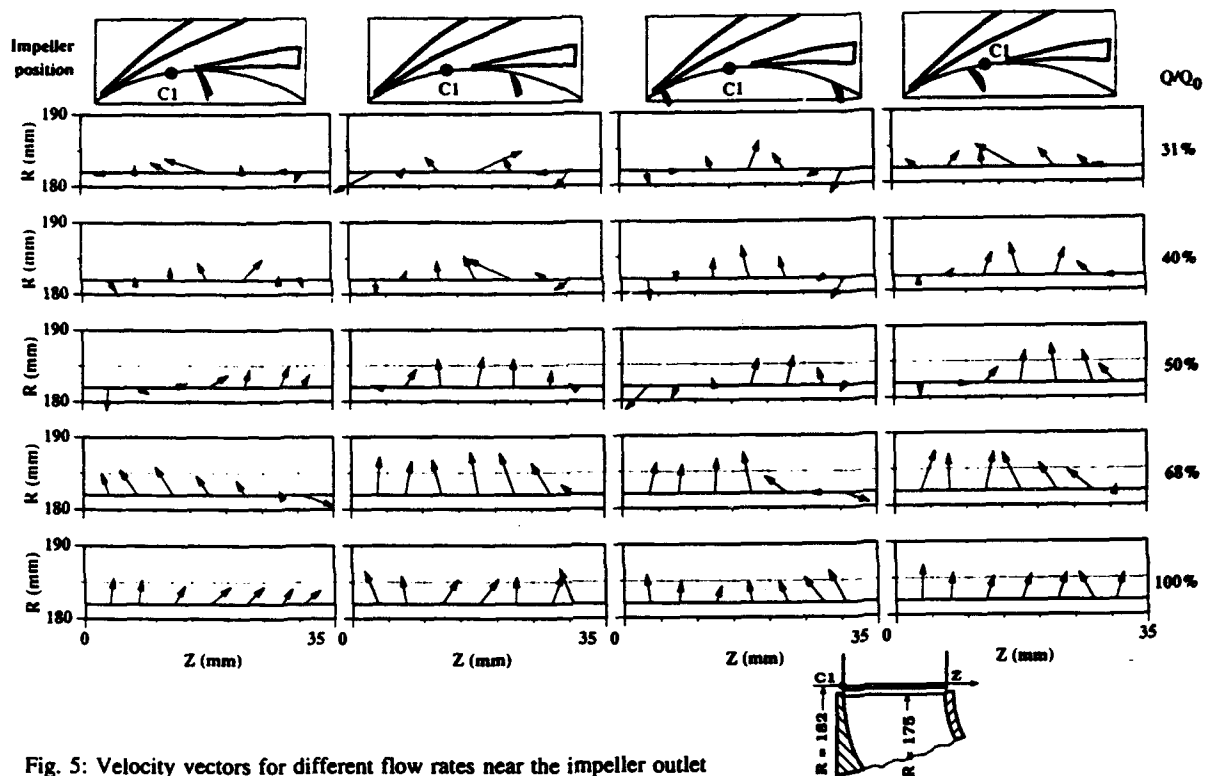 Impeller
position
C1
C1
C1
C1
Q/Q0
190
R (mm)
180
31%
190
R (mm)
180
40%
190
R (mm)
180
50%
190
R (mm)
180
68%
190
R (mm)
180
100%
0 35 0 35 0 35 0 35
Z (mm) Z (mm) Z (mm) Z (mm)
C1 Z
R = 182
R = 175
Fig. 5: Velocity vectors for different flow rates near the impeller outlet